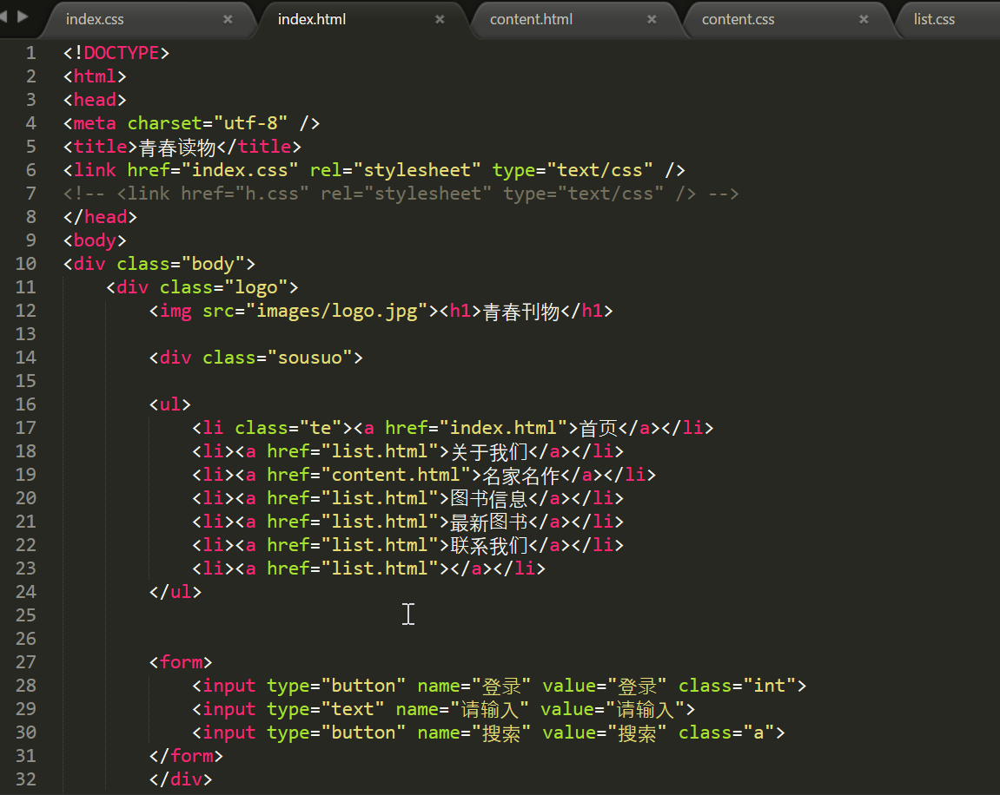 index.css × index.html × content.html × content.css × list.css
1 <!DOCTYPE>
2 <html>
3 <head>
4 <meta charset="utf-8" />
5 <title>青春读物</title>
6 <link href="index.css" rel="stylesheet" type="text/css" />
7 <!-- <link href="h.css" rel="stylesheet" type="text/css" /> -->
8 </head>
9 <body>
10 <div class="body">
11     <div class="logo">
12         <img src="images/logo.jpg"><h1>青春刊物</h1>
13
14         <div class="sousuo">
15
16         <ul>
17             <li class="te"><a href="index.html">首页</a></li>
18             <li><a href="list.html">关于我们</a></li>
19             <li><a href="content.html">名家名作</a></li>
20             <li><a href="list.html">图书信息</a></li>
21             <li><a href="list.html">最新图书</a></li>
22             <li><a href="list.html">联系我们</a></li>
23             <li><a href="list.html"></a></li>
24         </ul>
25
26
27         <form>
28             <input type="button" name="登录" value="登录" class="int">
29             <input type="text" name="请输入" value="请输入">
30             <input type="button" name="搜索" value="搜索" class="a">
31         </form>
32         </div>